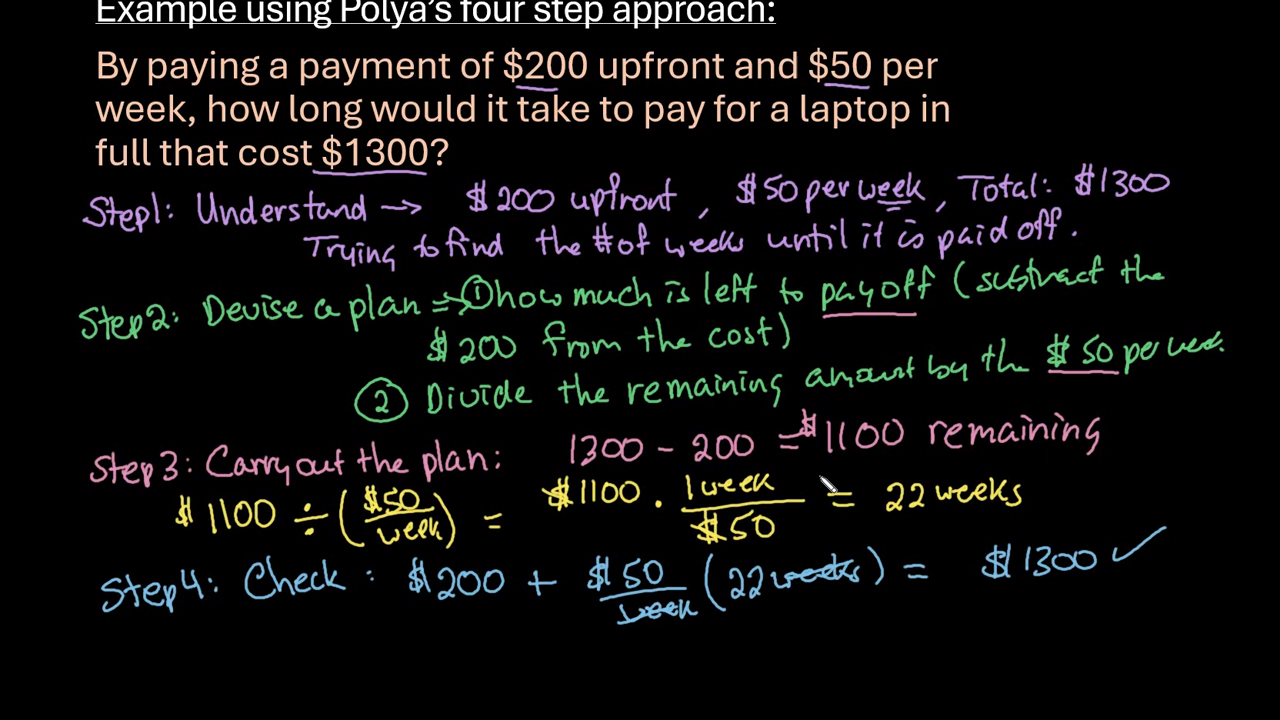 Example using Polya's four step approach:
By paying a payment of $200 upfront and $50 per
week, how long would it take to pay for a laptop in
full that cost $1300?
Step1: Understand → $200 upfront, $50 per week, Total: $1300
Trying to find the # of weeks until it is paid off.
Step2: Devise a plan => ① how much is left to payoff (subtract the
$200 from the cost)
② Divide the remaining amount by the $50 per week.
Step3: Carry out the plan: 1300 - 200 = $1100 remaining
$1100 ÷ ($50/week) = $1100 · 1 week/$50 = 22 weeks
Step4: Check: $200 + $50/week (22 weeks) = $1300 ✓